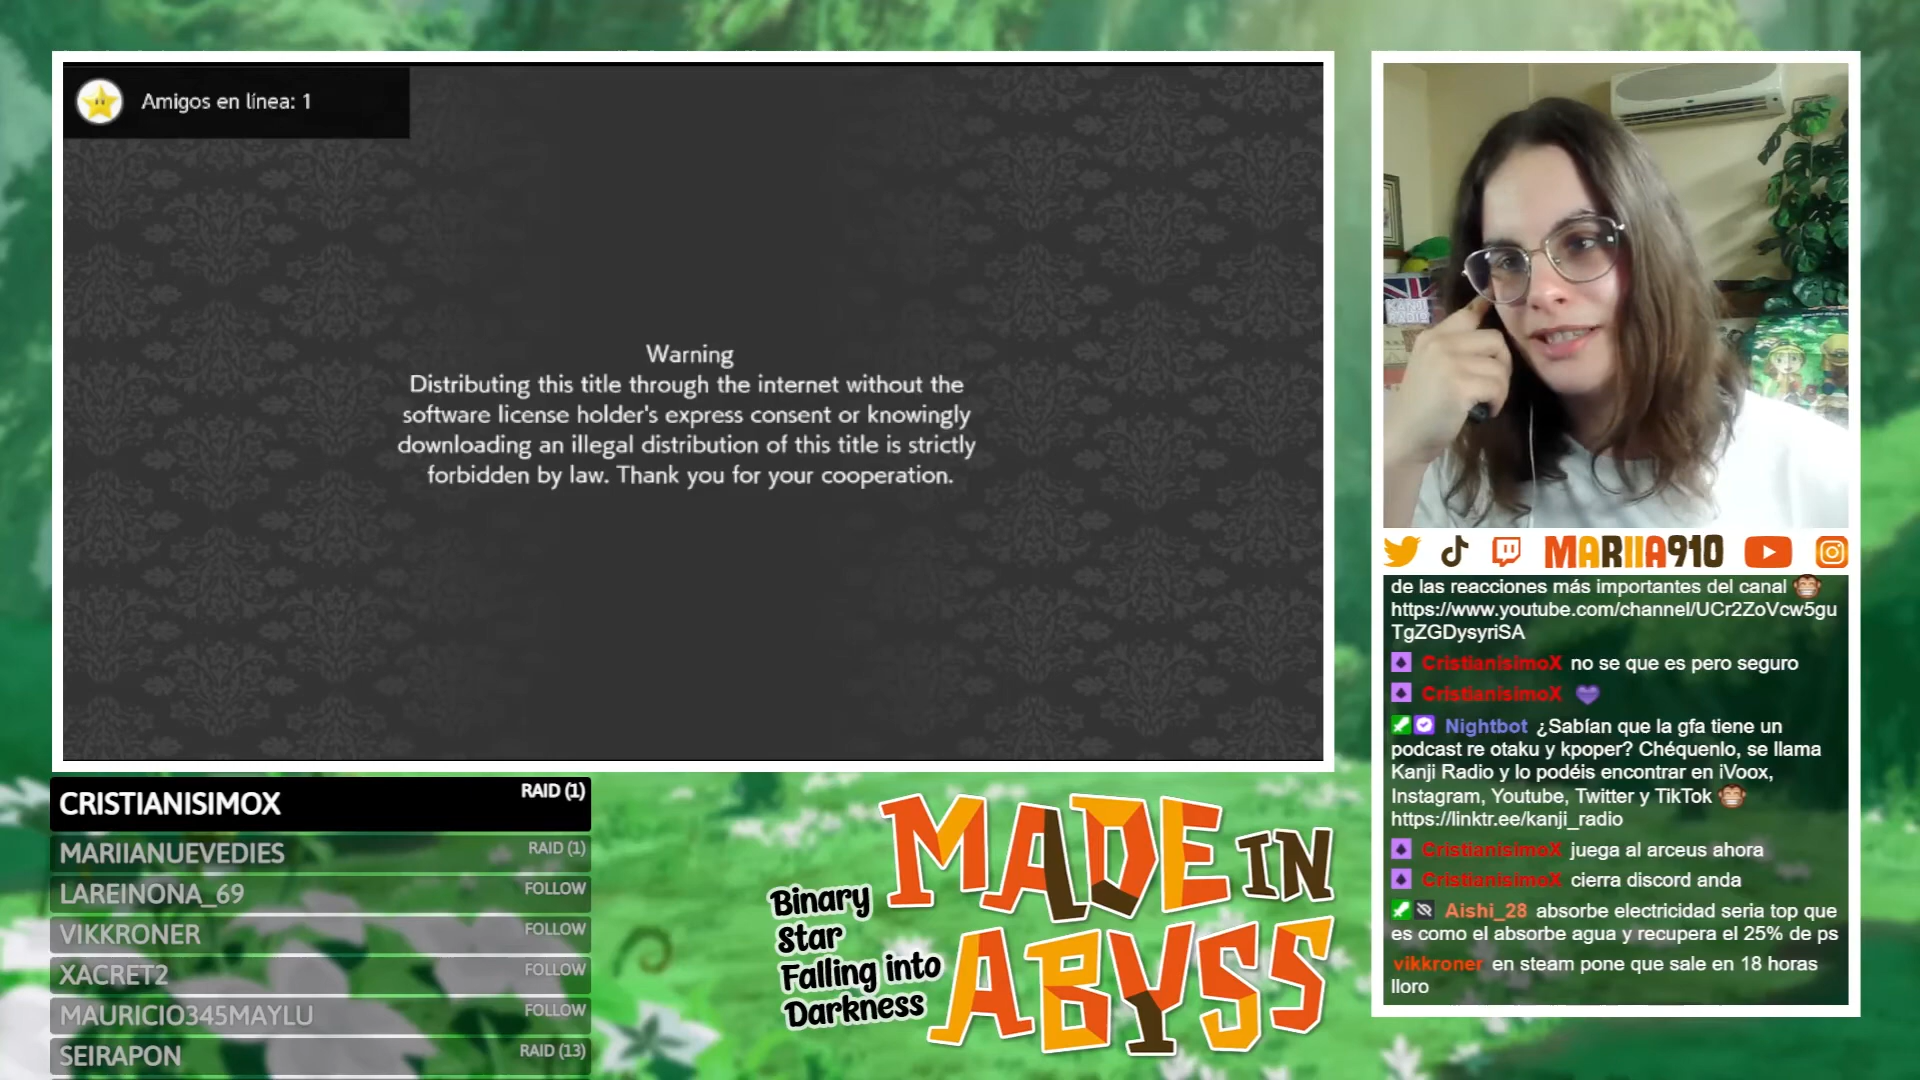 Amigos en línea: 1
Warning
Distributing this title through the internet without the
software license holder's express consent or knowingly
downloading an illegal distribution of this title is strictly
forbidden by law. Thank you for your cooperation.
KANJI
RADIO
MARIIA910
de las reacciones más importantes del canal
https://www.youtube.com/channel/UCr2ZoVcw5gu
TgZGDysyriSA
CristianisimoX no se que es pero seguro
CristianisimoX
Nightbot ¿Sabían que la gfa tiene un
podcast re otaku y kpoper? Chéquenlo, se llama
Kanji Radio y lo podéis encontrar en iVoox,
Instagram, Youtube, Twitter y TikTok
https://linktr.ee/kanji_radio
CristianisimoX juega al arceus ahora
CristianisimoX cierra discord anda
Aishi_28 absorbe electricidad seria top que
es como el absorbe agua y recupera el 25% de ps
vikkroner en steam pone que sale en 18 horas
lloro
CRISTIANISIMOX RAID (1)
MARIIANUEVEDIES RAID (1)
LAREINONA_69 FOLLOW
VIKKRONER FOLLOW
XACRET2 FOLLOW
MAURICIO345MAYLU FOLLOW
SEIRAPON RAID (13)
MADE IN
ABYSS
Binary
Star
Falling into
Darkness